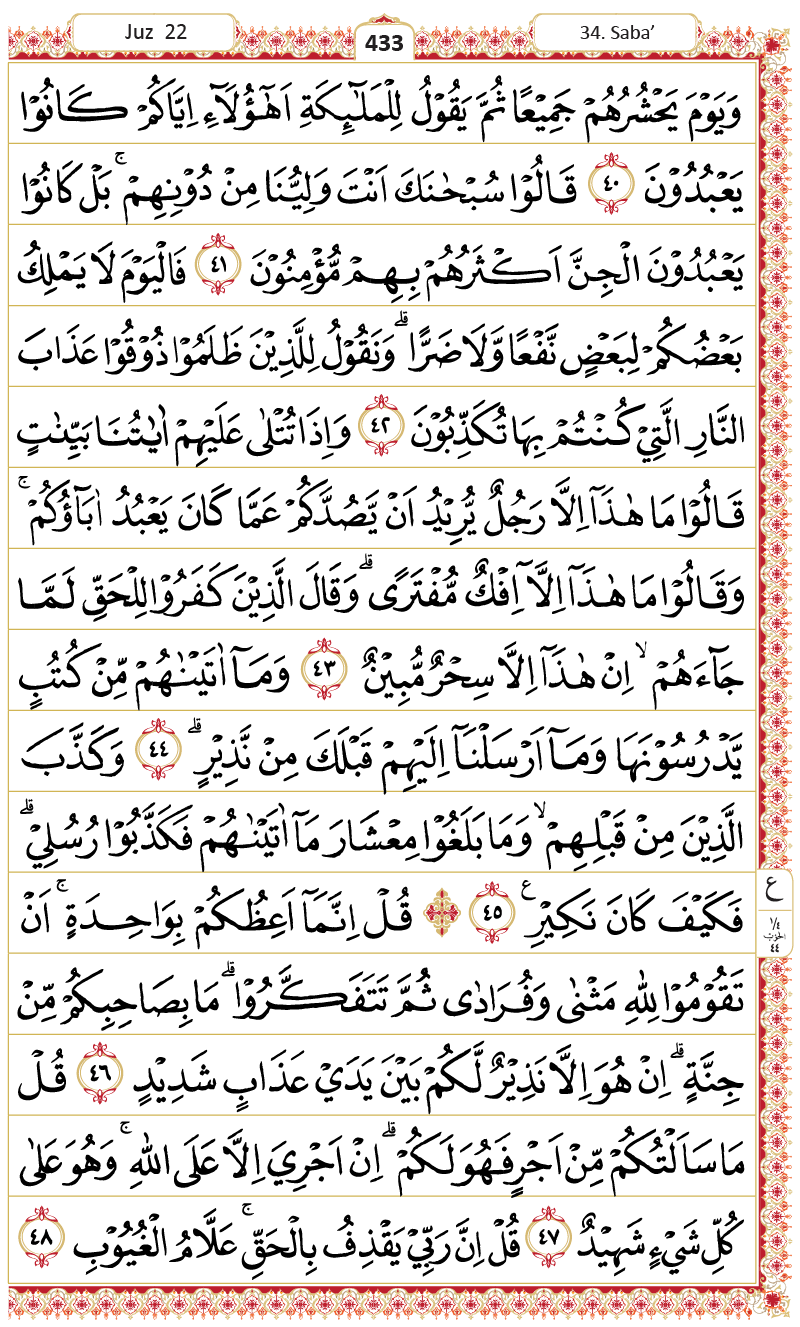 Juz 22
433
34. Saba’
وَيَوْمَ يَحْشُرُهُمْ جَمِيْعًا ثُمَّ يَقُوْلُ لِلْمَلٰۤىِٕكَةِ اَهٰٓؤُلَاۤءِ اِيَّاكُمْ كَانُوْا
يَعْبُدُوْنَ ٤٠ قَالُوْا سُبْحٰنَكَ اَنْتَ وَلِيُّنَا مِنْ دُوْنِهِمْ ۚ بَلْ كَانُوْا
يَعْبُدُوْنَ الْجِنَّ اَكْثَرُهُمْ بِهِمْ مُّؤْمِنُوْنَ ٤١ فَالْيَوْمَ لَا يَمْلِكُ
بَعْضُكُمْ لِبَعْضٍ نَّفْعًا وَّلَا ضَرًّا ۗ وَنَقُوْلُ لِلَّذِيْنَ ظَلَمُوْا ذُوْقُوْا عَذَابَ
النَّارِ الَّتِيْ كُنْتُمْ بِهَا تُكَذِّبُوْنَ ٤٢ وَاِذَا تُتْلٰى عَلَيْهِمْ اٰيٰتُنَا بَيِّنٰتٍ
قَالُوْا مَا هٰذَآ اِلَّا رَجُلٌ يُّرِيْدُ اَنْ يَّصُدَّكُمْ عَمَّا كَانَ يَعْبُدُ اٰبَاۤؤُكُمْ ۚ
وَقَالُوْا مَا هٰذَآ اِلَّآ اِفْكٌ مُّفْتَرًى ۗ وَقَالَ الَّذِيْنَ كَفَرُوْا لِلْحَقِّ لَمَّا
جَاۤءَهُمْ ۙ اِنْ هٰذَآ اِلَّا سِحْرٌ مُّبِيْنٌ ٤٣ وَمَآ اٰتَيْنٰهُمْ مِّنْ كُتُبٍ
يَّدْرُسُوْنَهَا وَمَآ اَرْسَلْنَآ اِلَيْهِمْ قَبْلَكَ مِنْ نَّذِيْرٍ ۗ ٤٤ وَكَذَّبَ
الَّذِيْنَ مِنْ قَبْلِهِمْ ۙ وَمَا بَلَغُوْا مِعْشَارَ مَآ اٰتَيْنٰهُمْ فَكَذَّبُوْا رُسُلِيْ ۗ
فَكَيْفَ كَانَ نَكِيْرِ ࣖ ٤٥ ۞ قُلْ اِنَّمَآ اَعِظُكُمْ بِوَاحِدَةٍ ۚ اَنْ
تَقُوْمُوْا لِلّٰهِ مَثْنٰى وَفُرَادٰى ثُمَّ تَتَفَكَّرُوْا ۗ مَا بِصَاحِبِكُمْ مِّنْ
جِنَّةٍ ۗ اِنْ هُوَ اِلَّا نَذِيْرٌ لَّكُمْ بَيْنَ يَدَيْ عَذَابٍ شَدِيْدٍ ٤٦ قُلْ
مَا سَاَلْتُكُمْ مِّنْ اَجْرٍ فَهُوَ لَكُمْ ۗ اِنْ اَجْرِيَ اِلَّا عَلَى اللّٰهِ ۚ وَهُوَ عَلٰى
كُلِّ شَيْءٍ شَهِيْدٌ ٤٧ قُلْ اِنَّ رَبِّيْ يَقْذِفُ بِالْحَقِّ ۚ عَلَّامُ الْغُيُوْبِ ٤٨
ع
١/٤
الحزب
٤٤